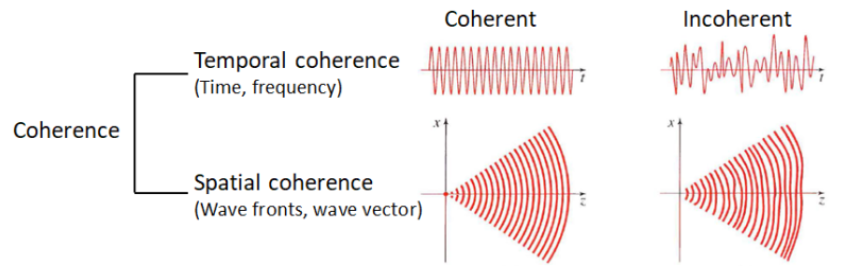 Coherent
Incoherent
Temporal coherence
(Time, frequency)
t
t
Coherence
x
x
Spatial coherence
(Wave fronts, wave vector)
z
z